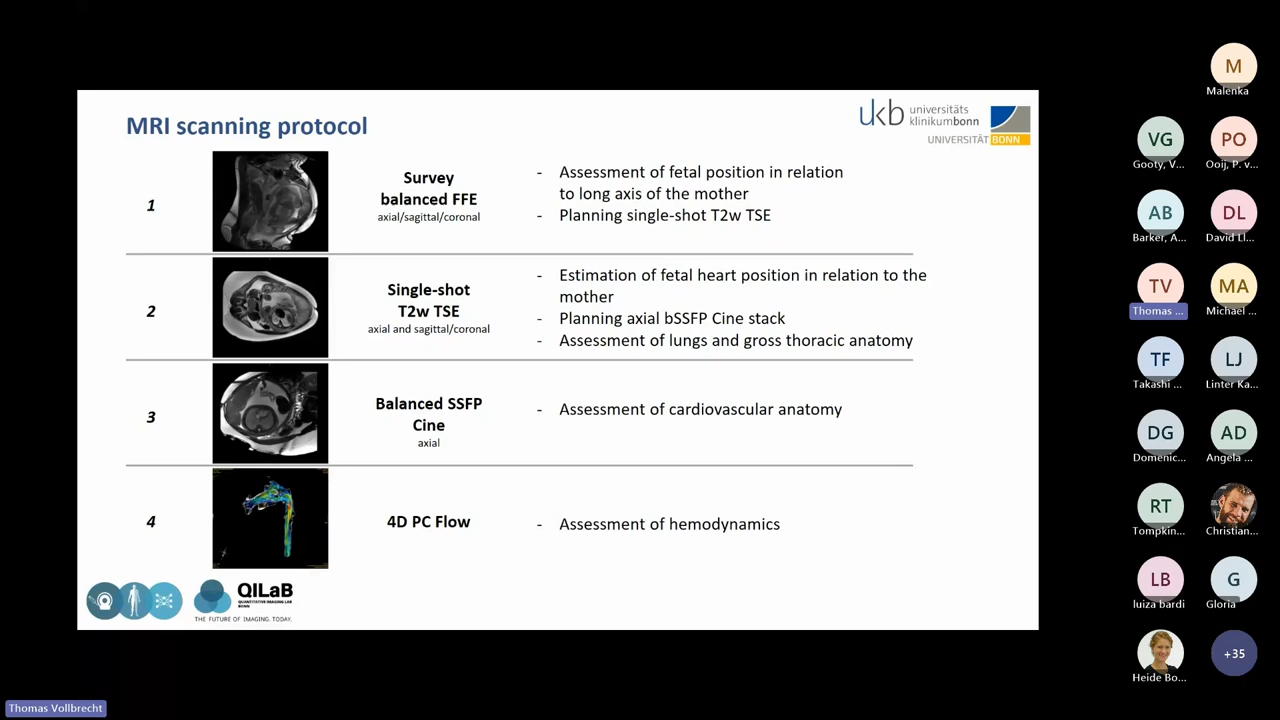 MRI scanning protocol
ukb universitäts
klinikumbonn
UNIVERSITÄT BONN
1
Survey
balanced FFE
axial/sagittal/coronal
- Assessment of fetal position in relation
to long axis of the mother
- Planning single-shot T2w TSE
2
Single-shot
T2w TSE
axial and sagittal/coronal
- Estimation of fetal heart position in relation to the
mother
- Planning axial bSSFP Cine stack
- Assessment of lungs and gross thoracic anatomy
3
Balanced SSFP
Cine
axial
- Assessment of cardiovascular anatomy
4
4D PC Flow
- Assessment of hemodynamics
QILaB
QUANTITATIVE IMAGING LAB
BONN
THE FUTURE OF IMAGING. TODAY.
M
Malenka
VG
Gooty, V...
PO
Ooij, P. v...
AB
Barker, A...
DL
David Ll...
TV
Thomas ...
MA
Michael ...
TF
Takashi ...
LJ
Linter Ka...
DG
Domenic...
AD
Angela ...
RT
Tompkin...
Christian...
LB
luiza bardi
G
Gloria
Heide Bo...
+35
Thomas Vollbrecht